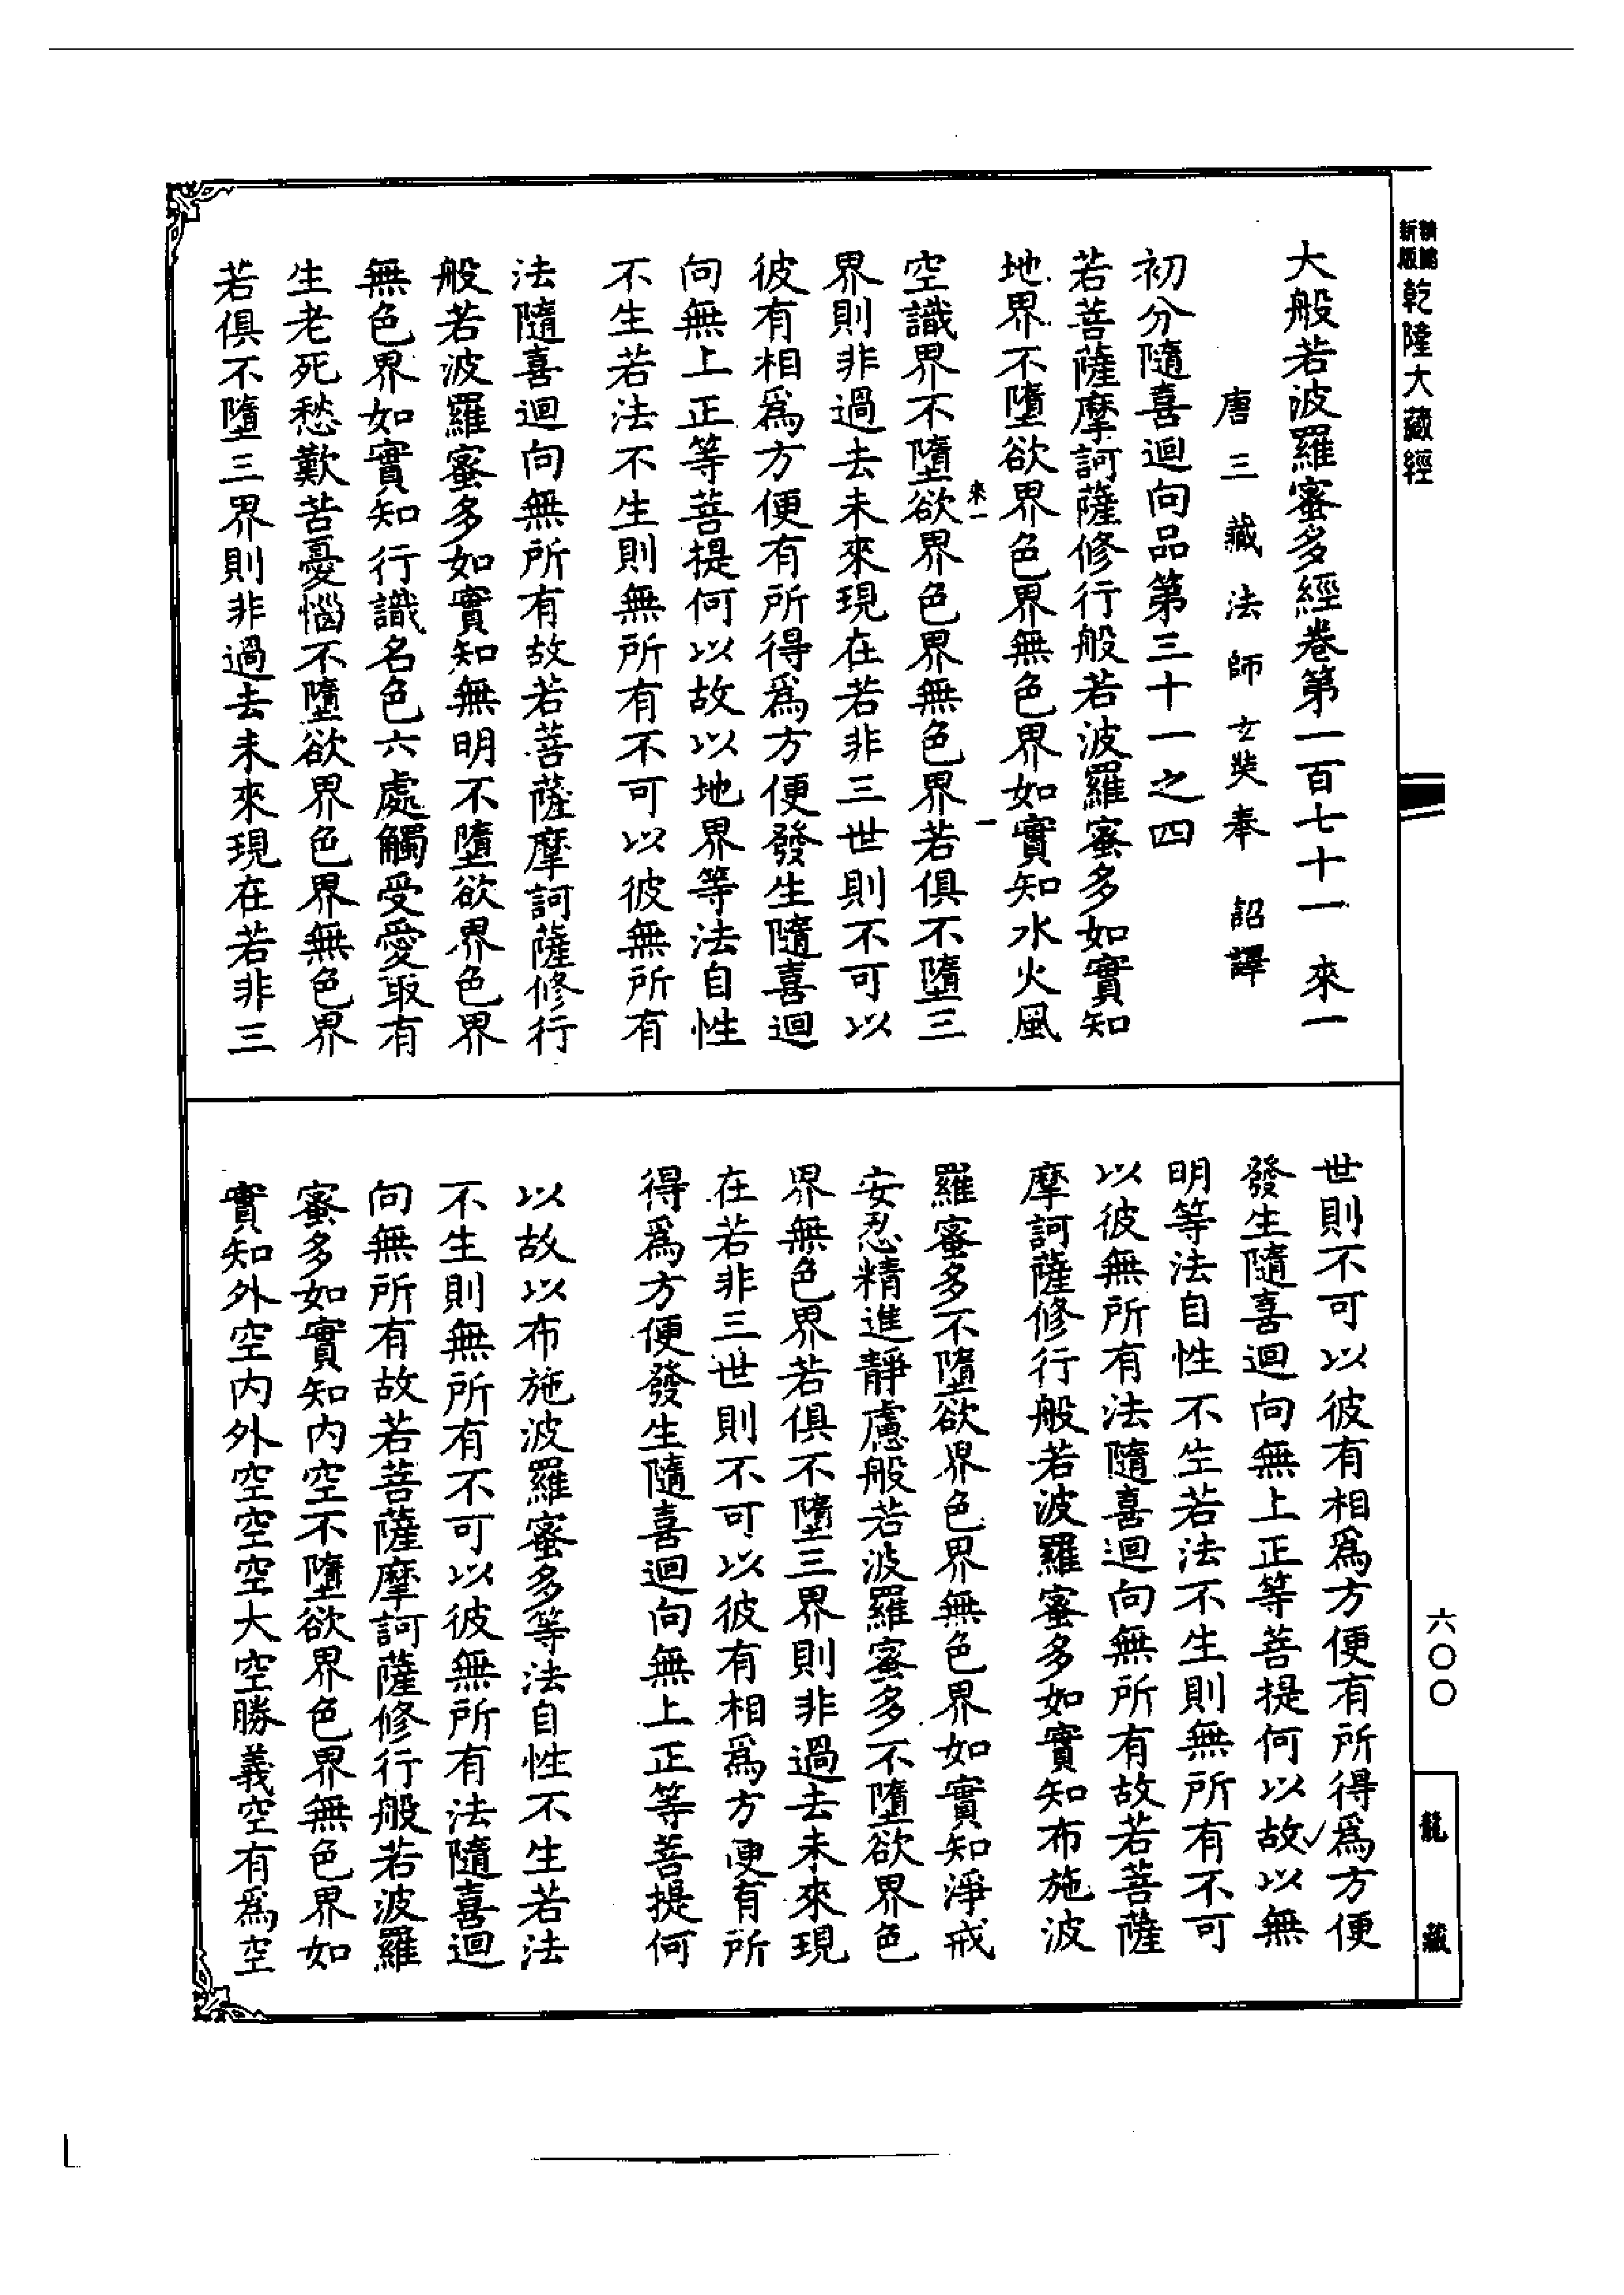 新版
精縮
乾隆大藏經
大般若波羅蜜多經卷第一百七十一 來一
唐三藏法師玄奘奉 詔譯
初分隨喜迴向品第三十一之四
若菩薩摩訶薩修行般若波羅蜜多如實知
地界不墮欲界色界無色界如實知水火風
來一 一
空識界不墮欲界色界無色界若俱不墮三
界則非過去未來現在若非三世則不可以
彼有相爲方便有所得爲方便發生隨喜迴
向無上正等菩提何以故以地界等法自性
不生若法不生則無所有不可以彼無所有
法隨喜迴向無所有故若菩薩摩訶薩修行
般若波羅蜜多如實知無明不墮欲界色界
無色界如實知行識名色六處觸受愛取有
生老死愁歎苦憂惱不墮欲界色界無色界
若俱不墮三界則非過去未來現在若非三
世則不可以彼有相爲方便有所得爲方便
發生隨喜迴向無上正等菩提何以故以無
明等法自性不生若法不生則無所有不可
以彼無所有法隨喜迴向無所有故若菩薩
摩訶薩修行般若波羅蜜多如實知布施波
羅蜜多不墮欲界色界無色界如實知淨戒
安忍精進靜慮般若波羅蜜多不墮欲界色
界無色界若俱不墮三界則非過去未來現
在若非三世則不可以彼有相爲方便有所
得爲方便發生隨喜迴向無上正等菩提何
以故以布施波羅蜜多等法自性不生若法
不生則無所有不可以彼無所有法隨喜迴
向無所有故若菩薩摩訶薩修行般若波羅
蜜多如實知內空不墮欲界色界無色界如
實知外空內外空空空大空勝義空有爲空
六〇〇
龍藏